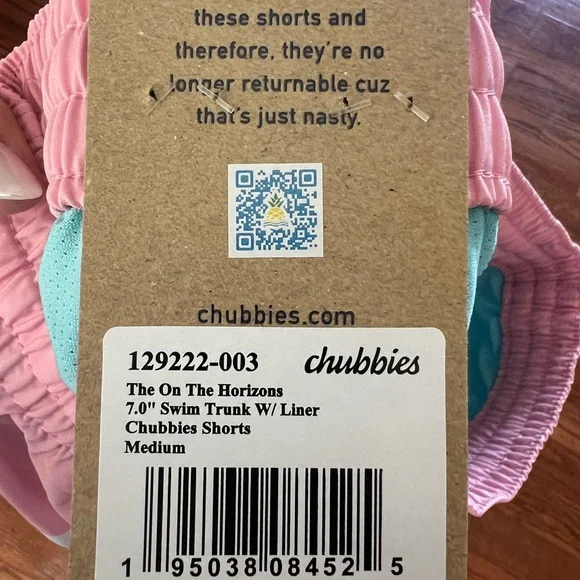 these shorts and
therefore, they're no
longer returnable cuz
that's just nasty.
chubbies.com
129222-003 chubbies
The On The Horizons
7.0" Swim Trunk W/ Liner
Chubbies Shorts
Medium
1 95038 08452 5